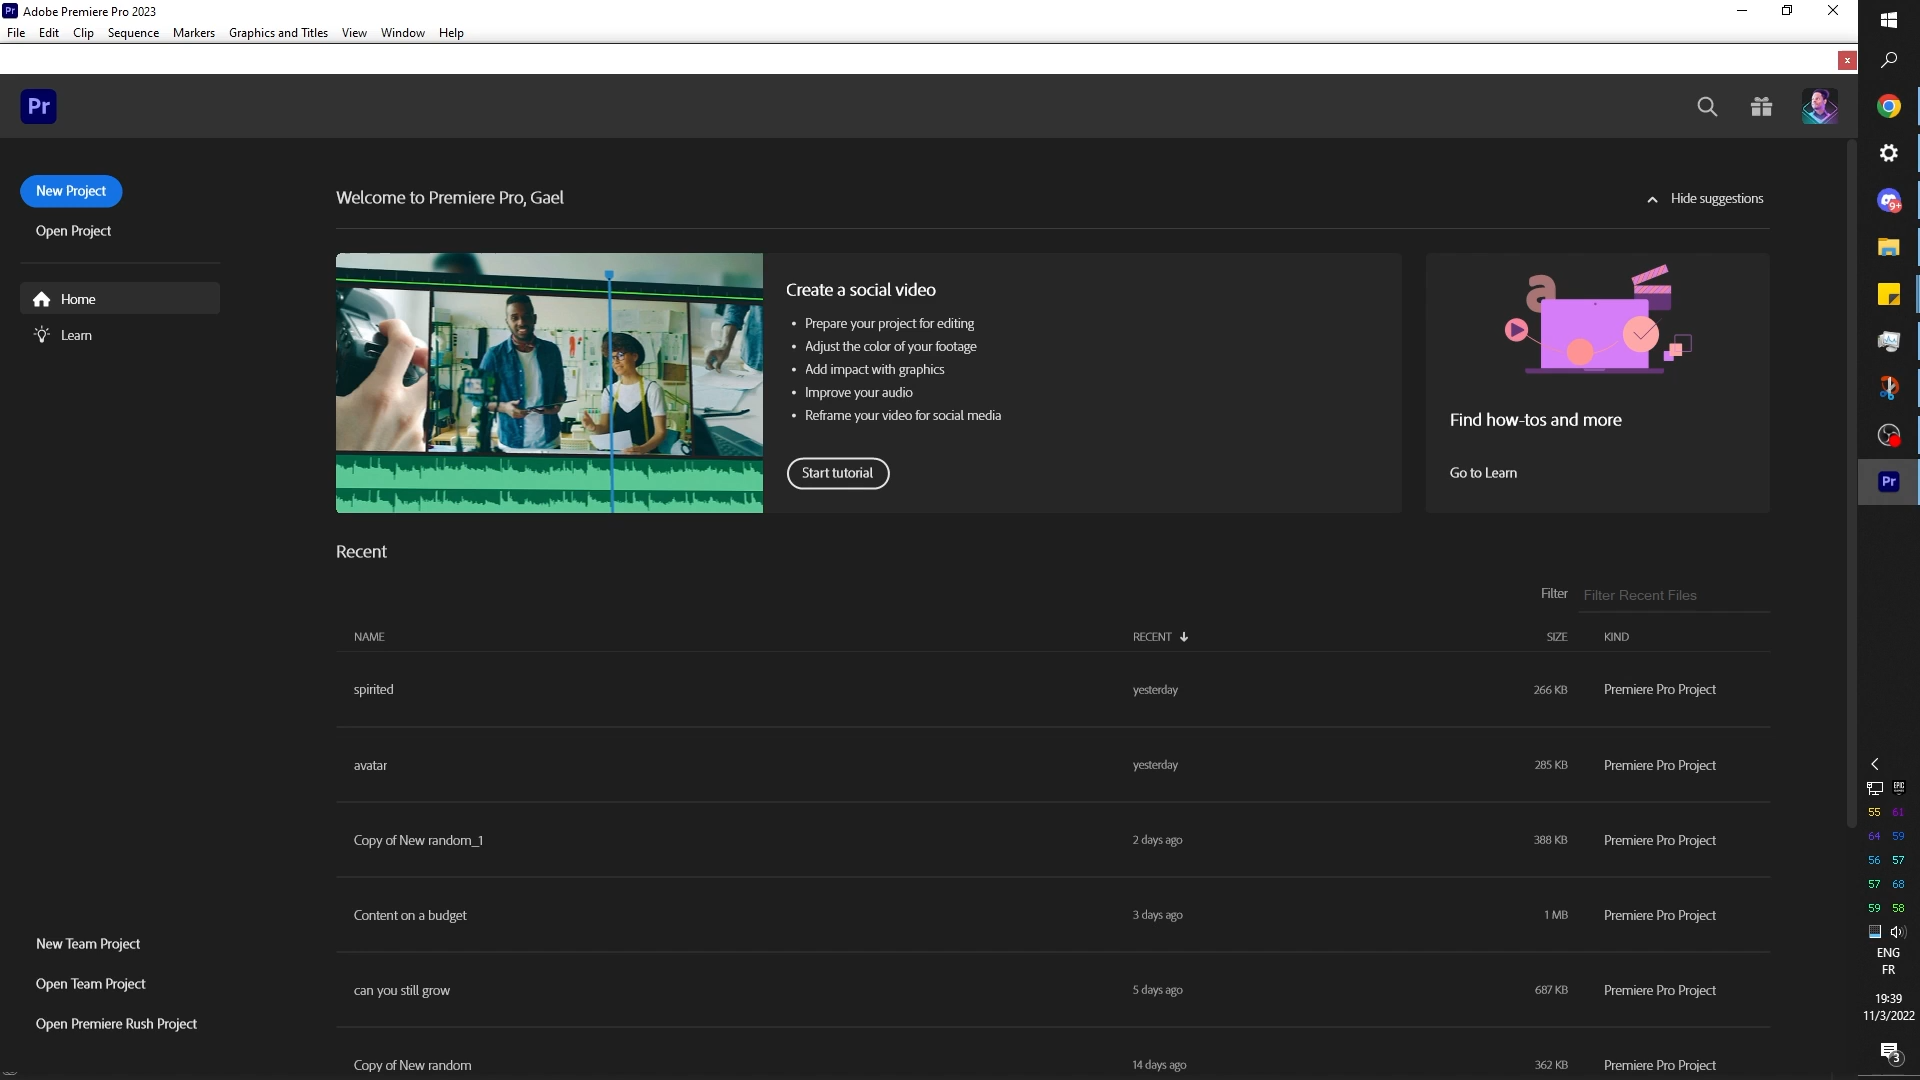 Pr Adobe Premiere Pro 2023
File Edit Clip Sequence Markers Graphics and Titles View Window Help
x
Pr
New Project
Open Project
Home
Learn
New Team Project
Open Team Project
Open Premiere Rush Project
Welcome to Premiere Pro, Gael
Hide suggestions
Create a social video
• Prepare your project for editing
• Adjust the color of your footage
• Add impact with graphics
• Improve your audio
• Reframe your video for social media
Start tutorial
a
Find how-tos and more
Go to Learn
Recent
Filter Filter Recent Files
NAME RECENT SIZE KIND
spirited yesterday 266 KB Premiere Pro Project
avatar yesterday 285 KB Premiere Pro Project
Copy of New random_1 2 days ago 388 KB Premiere Pro Project
Content on a budget 3 days ago 1 MB Premiere Pro Project
can you still grow 5 days ago 687 KB Premiere Pro Project
Copy of New random 14 days ago 362 KB Premiere Pro Project
9+
Pr
EPIC
55 61
64 59
56 57
57 68
59 58
ENG
FR
19:39
11/3/2022
3